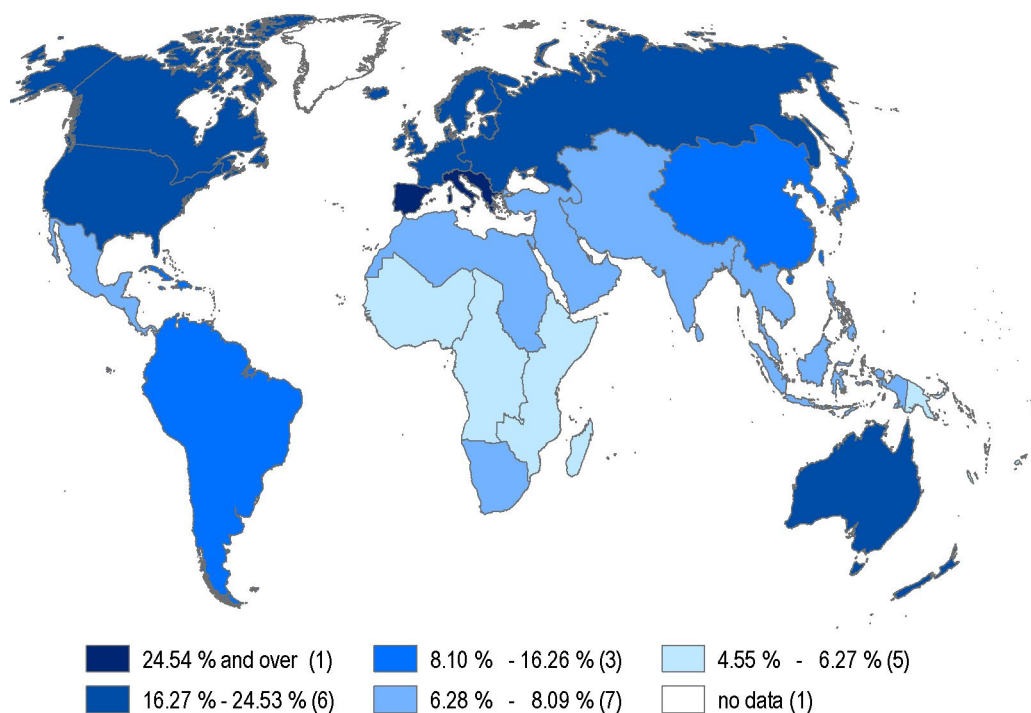 24.54 % and over (1) 8.10 % - 16.26 % (3) 4.55 % - 6.27 % (5)
16.27 % - 24.53 % (6) 6.28 % - 8.09 % (7) no data (1)